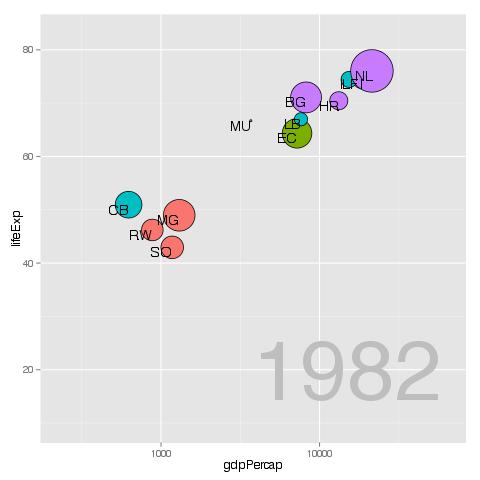 80
NL
BG
HR
MU
LB
EC
60
CB
MG
RW
SO
40
20
1982
lifeExp
1000
10000
gdpPercap